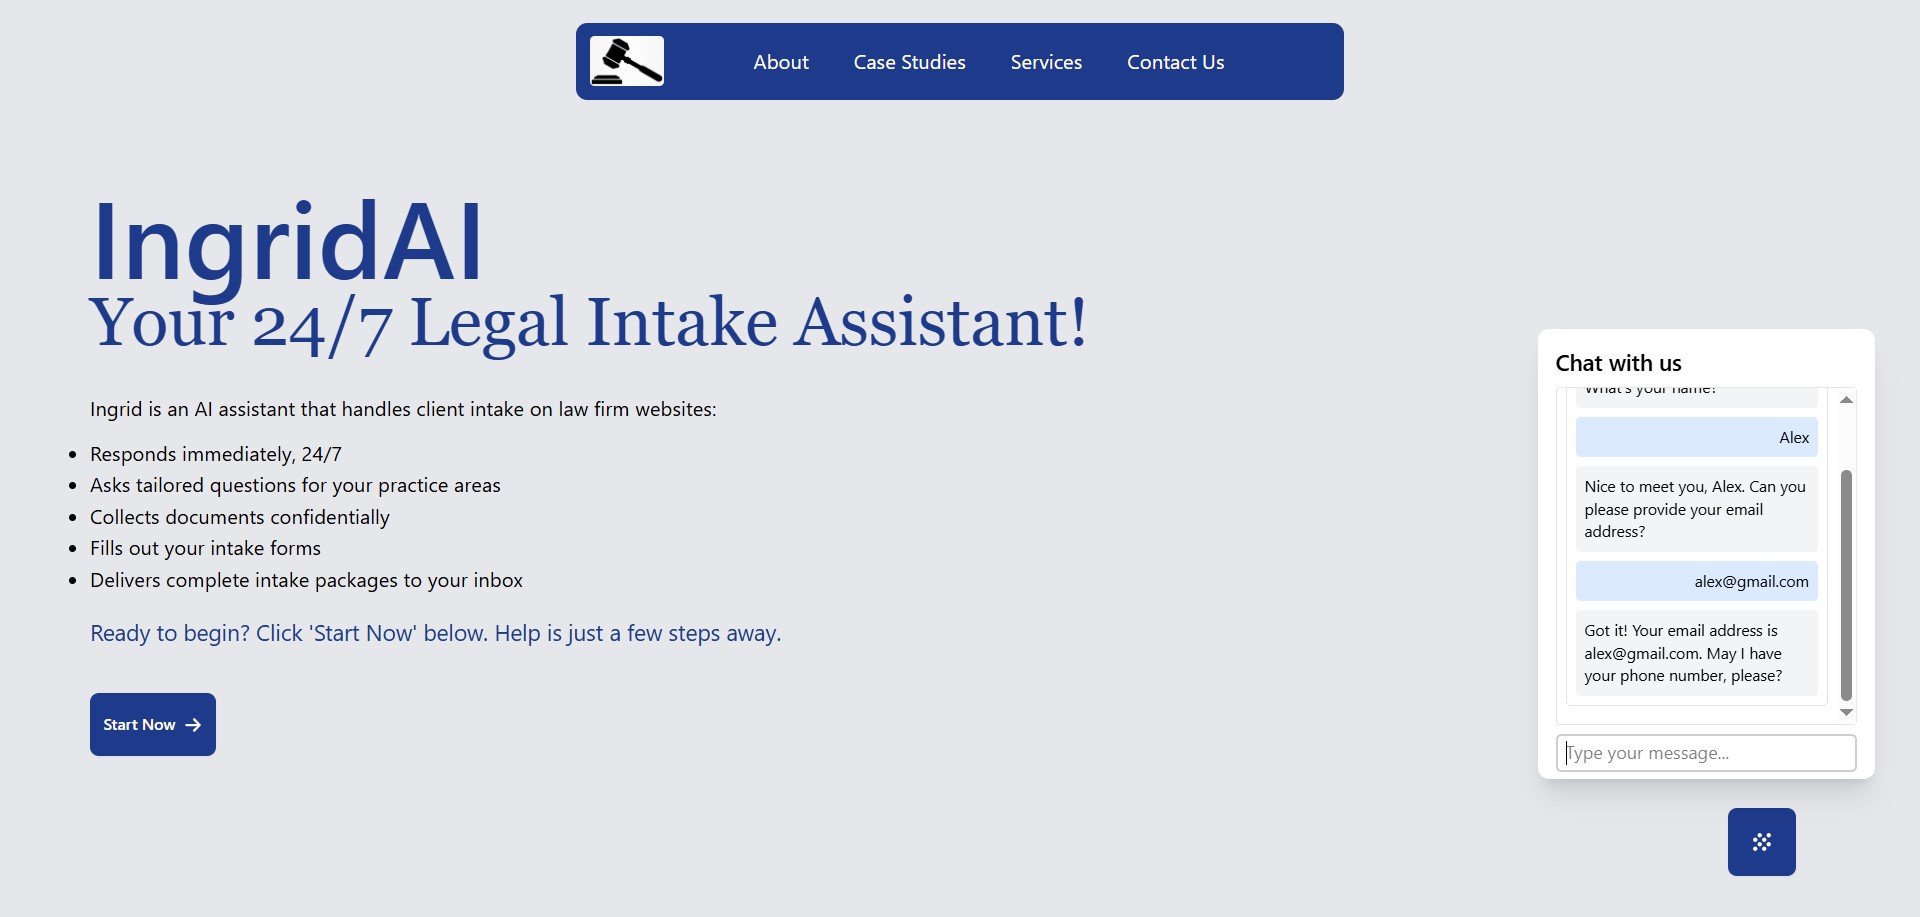 About
Case Studies
Services
Contact Us
IngridAI
Your 24/7 Legal Intake Assistant!
Ingrid is an AI assistant that handles client intake on law firm websites:
Responds immediately, 24/7
Asks tailored questions for your practice areas
Collects documents confidentially
Fills out your intake forms
Delivers complete intake packages to your inbox
Ready to begin? Click 'Start Now' below. Help is just a few steps away.
Start Now
Chat with us
What's your name?
Alex
Nice to meet you, Alex. Can you
please provide your email
address?
alex@gmail.com
Got it! Your email address is
alex@gmail.com. May I have
your phone number, please?
Type your message...